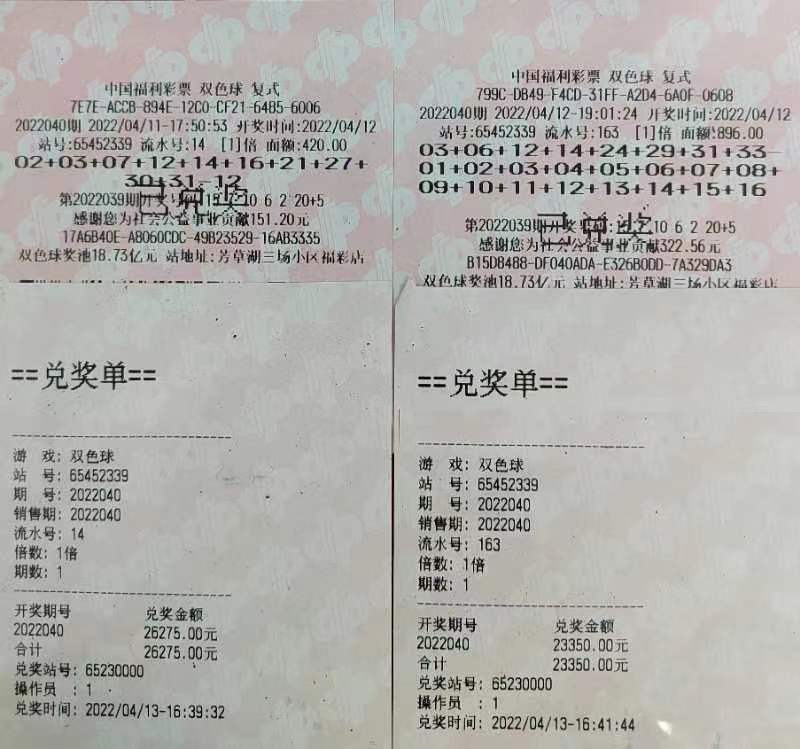 中国福利彩票 双色球 复式
7E7E-ACCB-894E-12C0-CF21-6485-6006
2022040期 2022/04/11-17:50:53 开奖时间:2022/04/12
站号:65452339 流水号:14 [1]倍 面额:420.00
02+03+07+12+14+16+21+27+
30+31-12
第2022039期开奖号 10 6 2 20+5
已兑奖
感谢您为社会公益事业贡献151.20元
17A6B40E-A8060CDC-49B23529-16AB3335
双色球奖池18.73亿元 站地址:芳草湖三场小区福彩店
==兑奖单==
游 戏: 双色球
站 号: 65452339
期 号: 2022040
销售期: 2022040
流水号: 14
倍数: 1倍
期数: 1
开奖期号 兑奖金额
2022040 26275.00元
合计 26275.00元
兑奖站号: 65230000
操作员 : 1
兑奖时间: 2022/04/13-16:39:32
中国福利彩票 双色球 复式
799C-DB49-F4CD-31FF-A2D4-6A0F-0608
2022040期 2022/04/12-19:01:24 开奖时间:2022/04/12
站号:65452339 流水号:163 [1]倍 面额:896.00
03+06+12+14+24+29+31+33-
01+02+03+04+05+06+07+08+
09+10+11+12+13+14+15+16
第2022039期开奖 10 6 2 20+5
已兑奖
感谢您为社会公益事业贡献322.56元
B15D8488-DF040ADA-E326B0DD-7A329DA3
双色球奖池18.73亿元 站地址:芳草湖三场小区福彩店
==兑奖单==
游 戏: 双色球
站 号: 65452339
期 号: 2022040
销售期: 2022040
流水号: 163
倍数: 1倍
期数: 1
开奖期号 兑奖金额
2022040 23350.00元
合计 23350.00元
兑奖站号: 65230000
操作员 : 1
兑奖时间: 2022/04/13-16:41:44